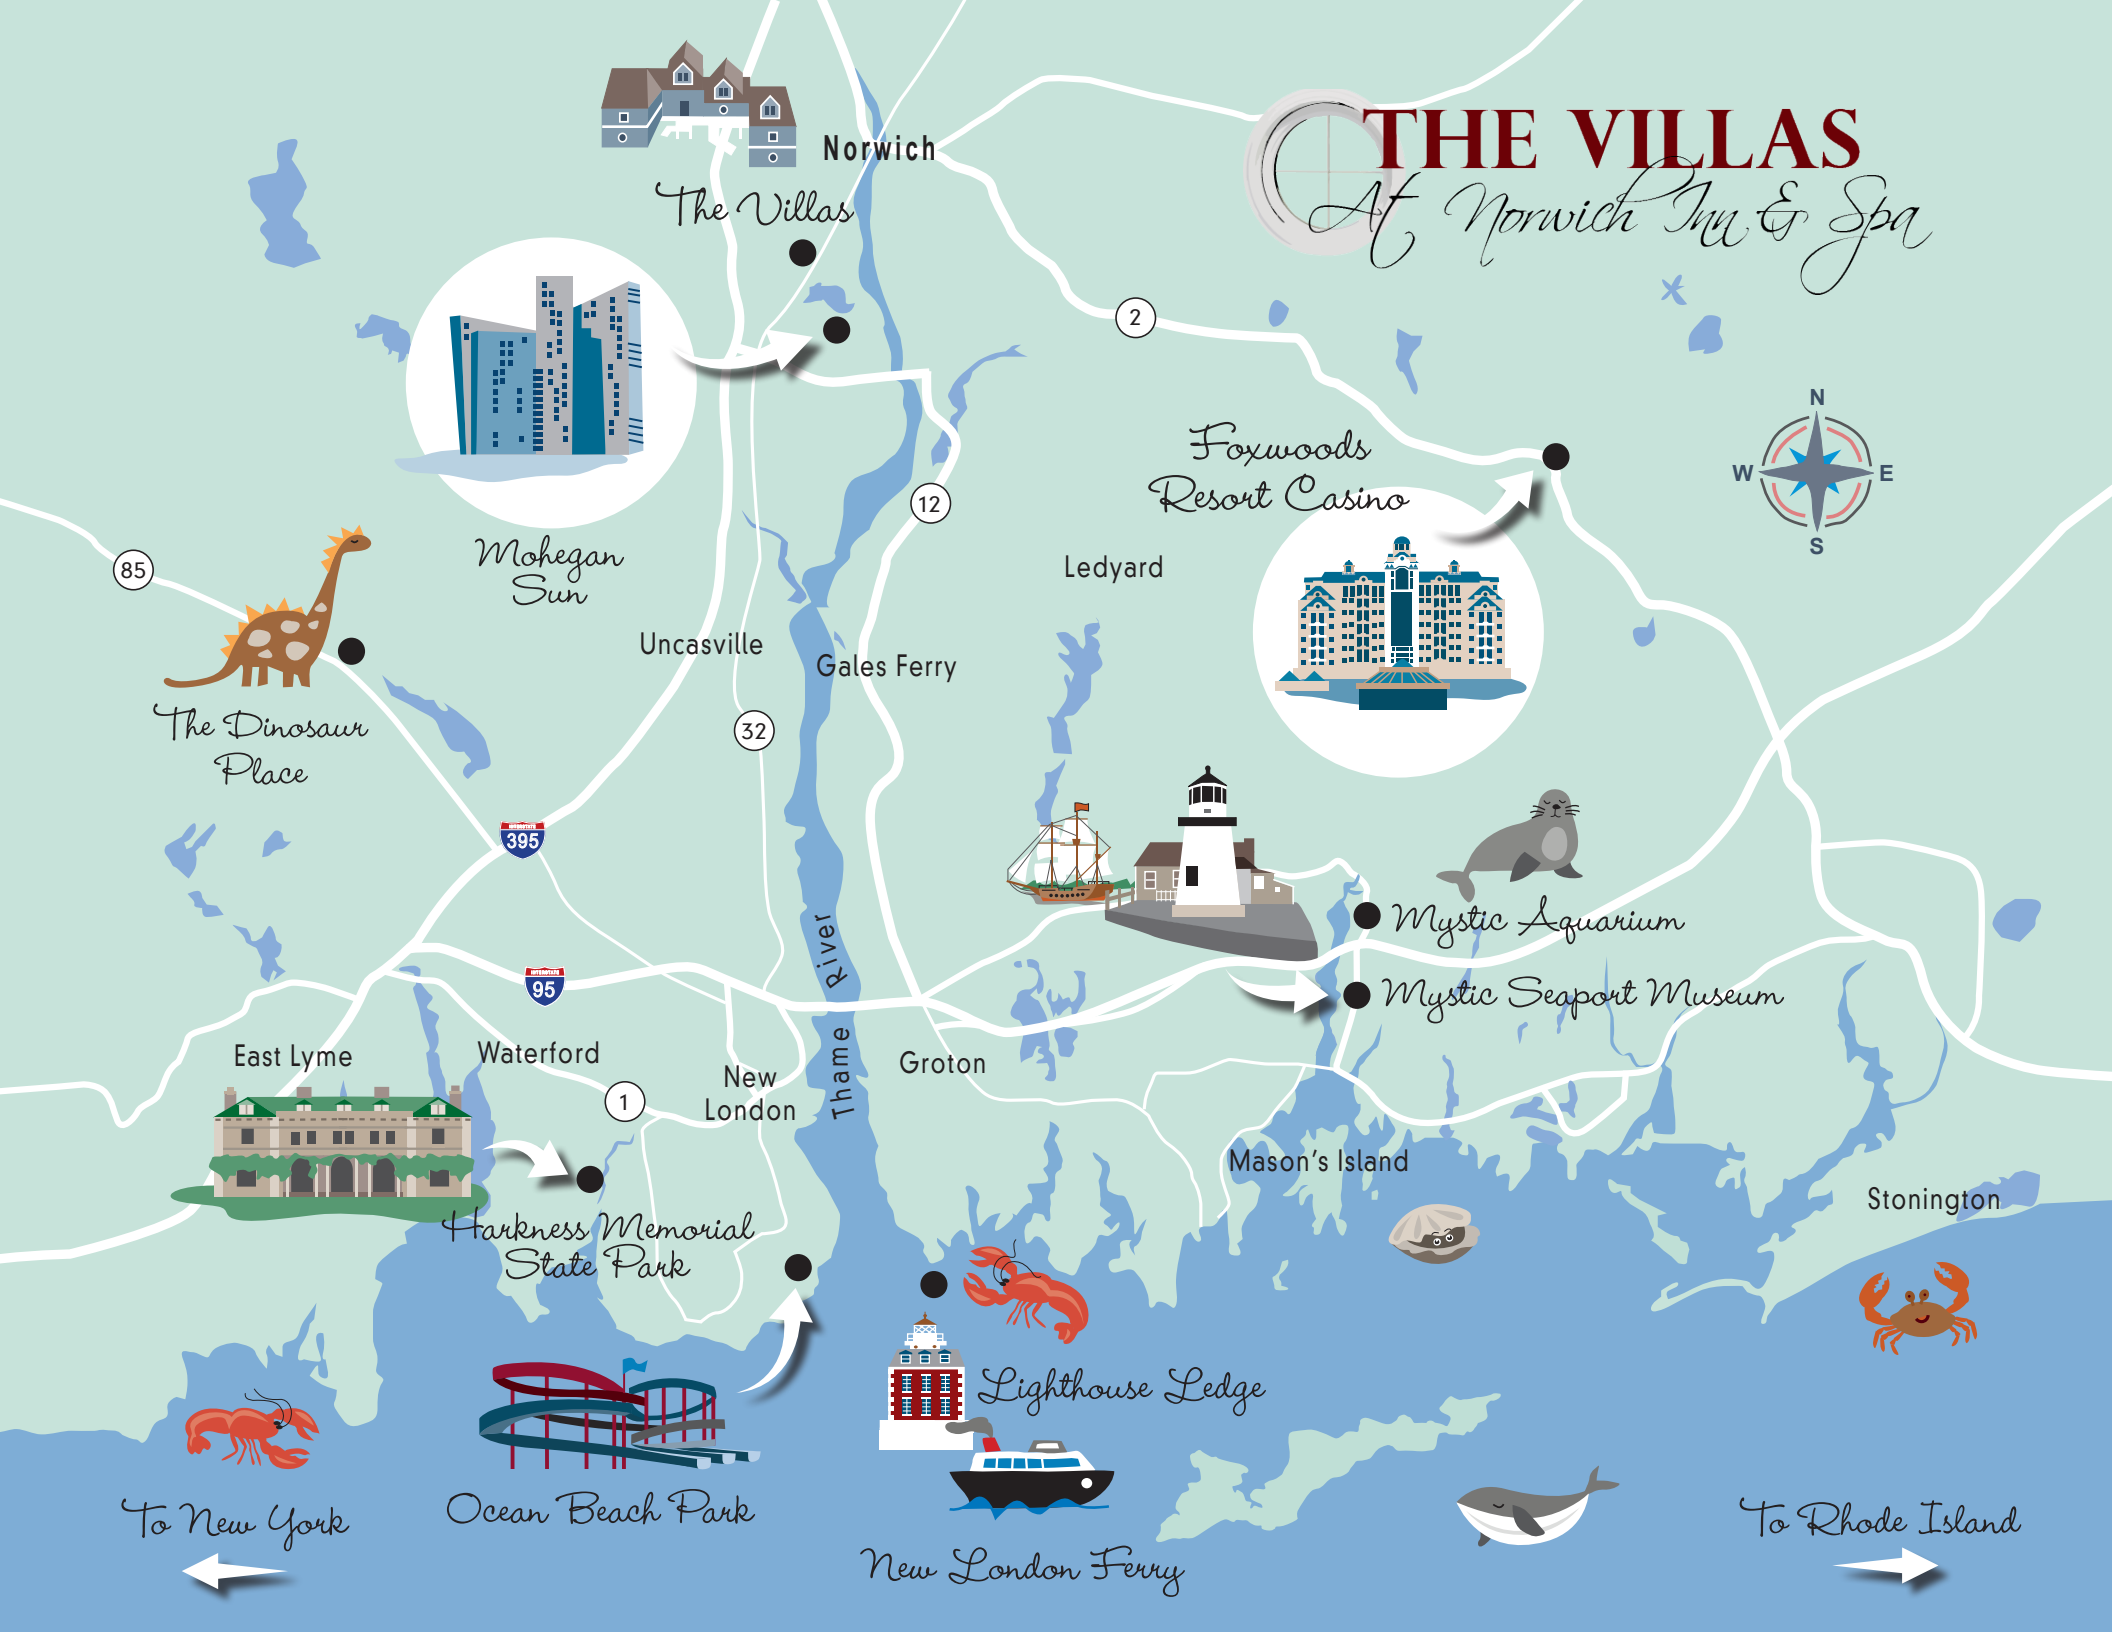 THE VILLAS
At Norwich Inn & Spa
Norwich
The Villas
2
N
W
E
S
Foxwoods
Resort Casino
12
Mohegan
Sun
85
Ledyard
Uncasville
Gales Ferry
The Dinosaur
Place
32
INTERSTATE
395
Mystic Aquarium
Thame River
INTERSTATE
95
Mystic Seaport Museum
East Lyme
Waterford
Groton
New
London
1
Mason's Island
Stonington
Harkness Memorial
State Park
Lighthouse Ledge
To New York
Ocean Beach Park
New London Ferry
To Rhode Island